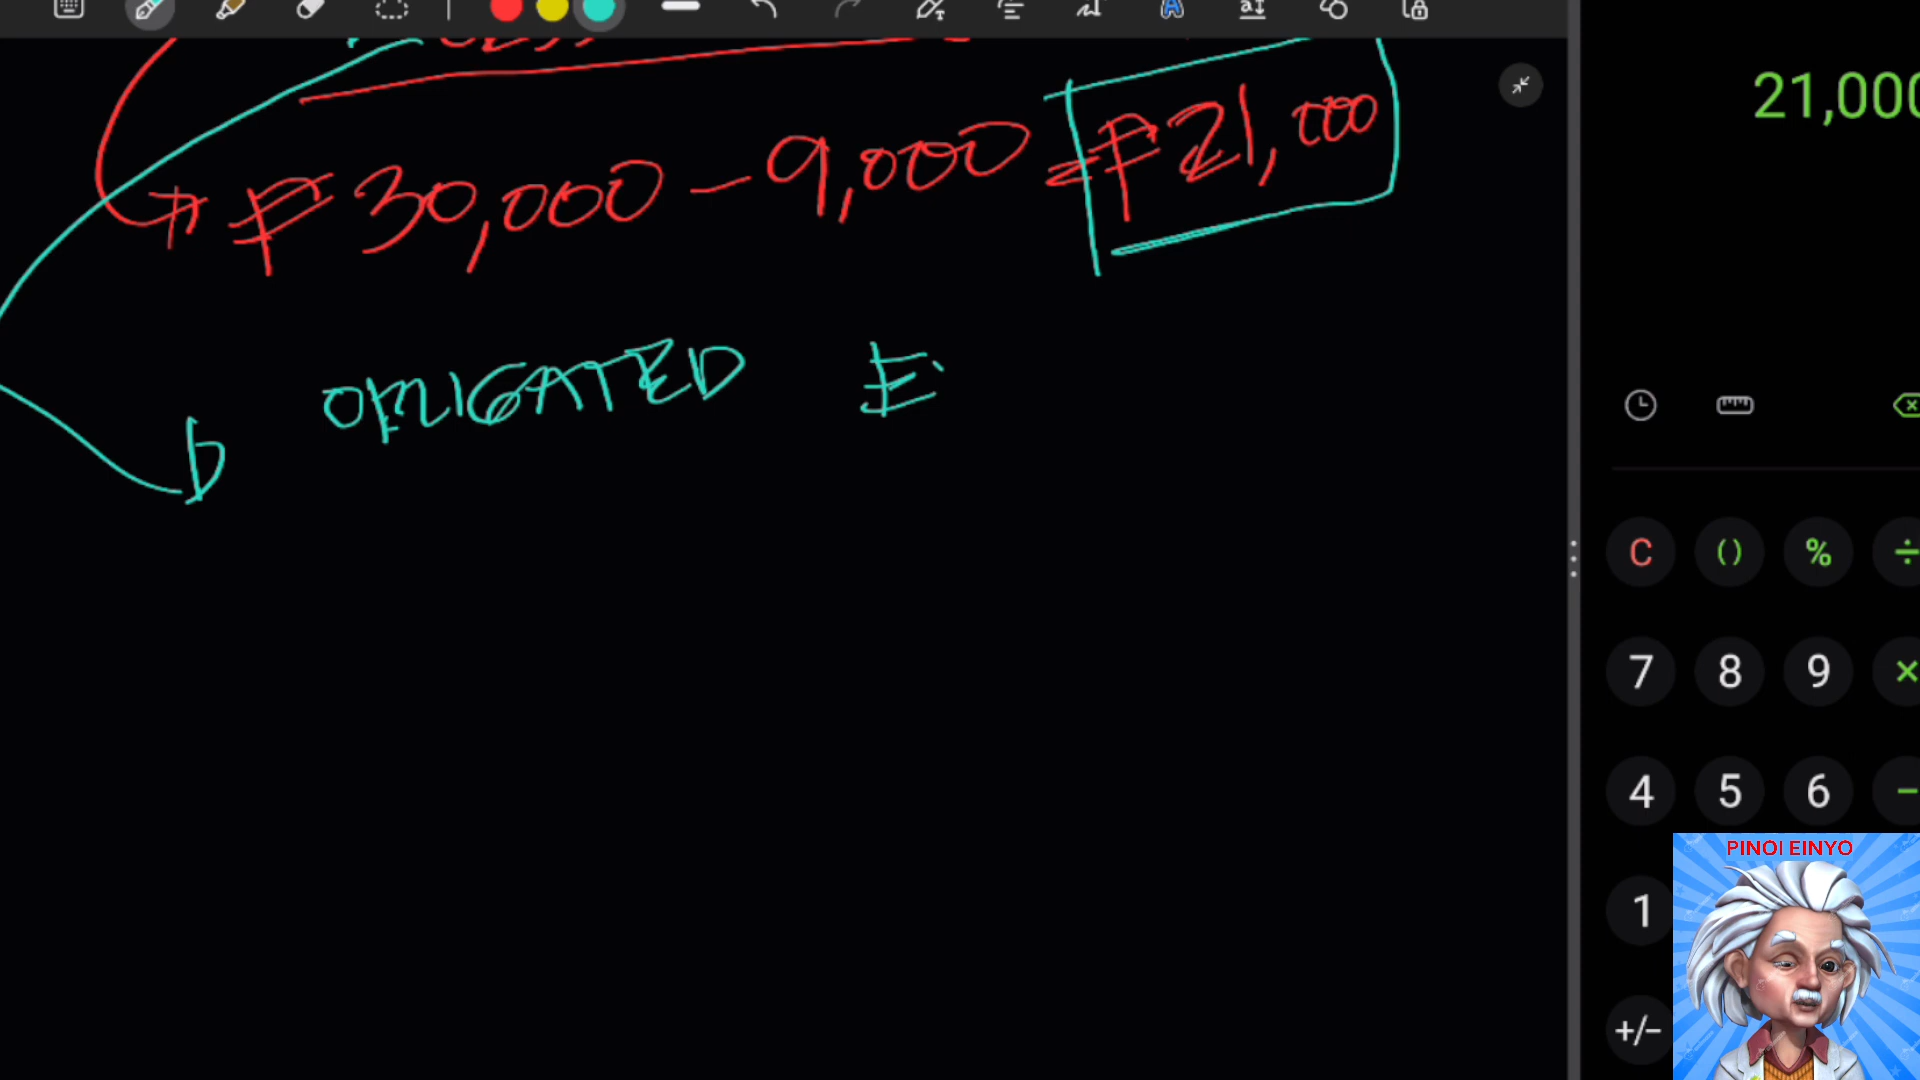 21,000
₱30,000 - 9,000 = ₱21,000
OBLIGATED E
C () % ÷
7 8 9 ×
4 5 6 −
PINOI EINYO
1
+/−